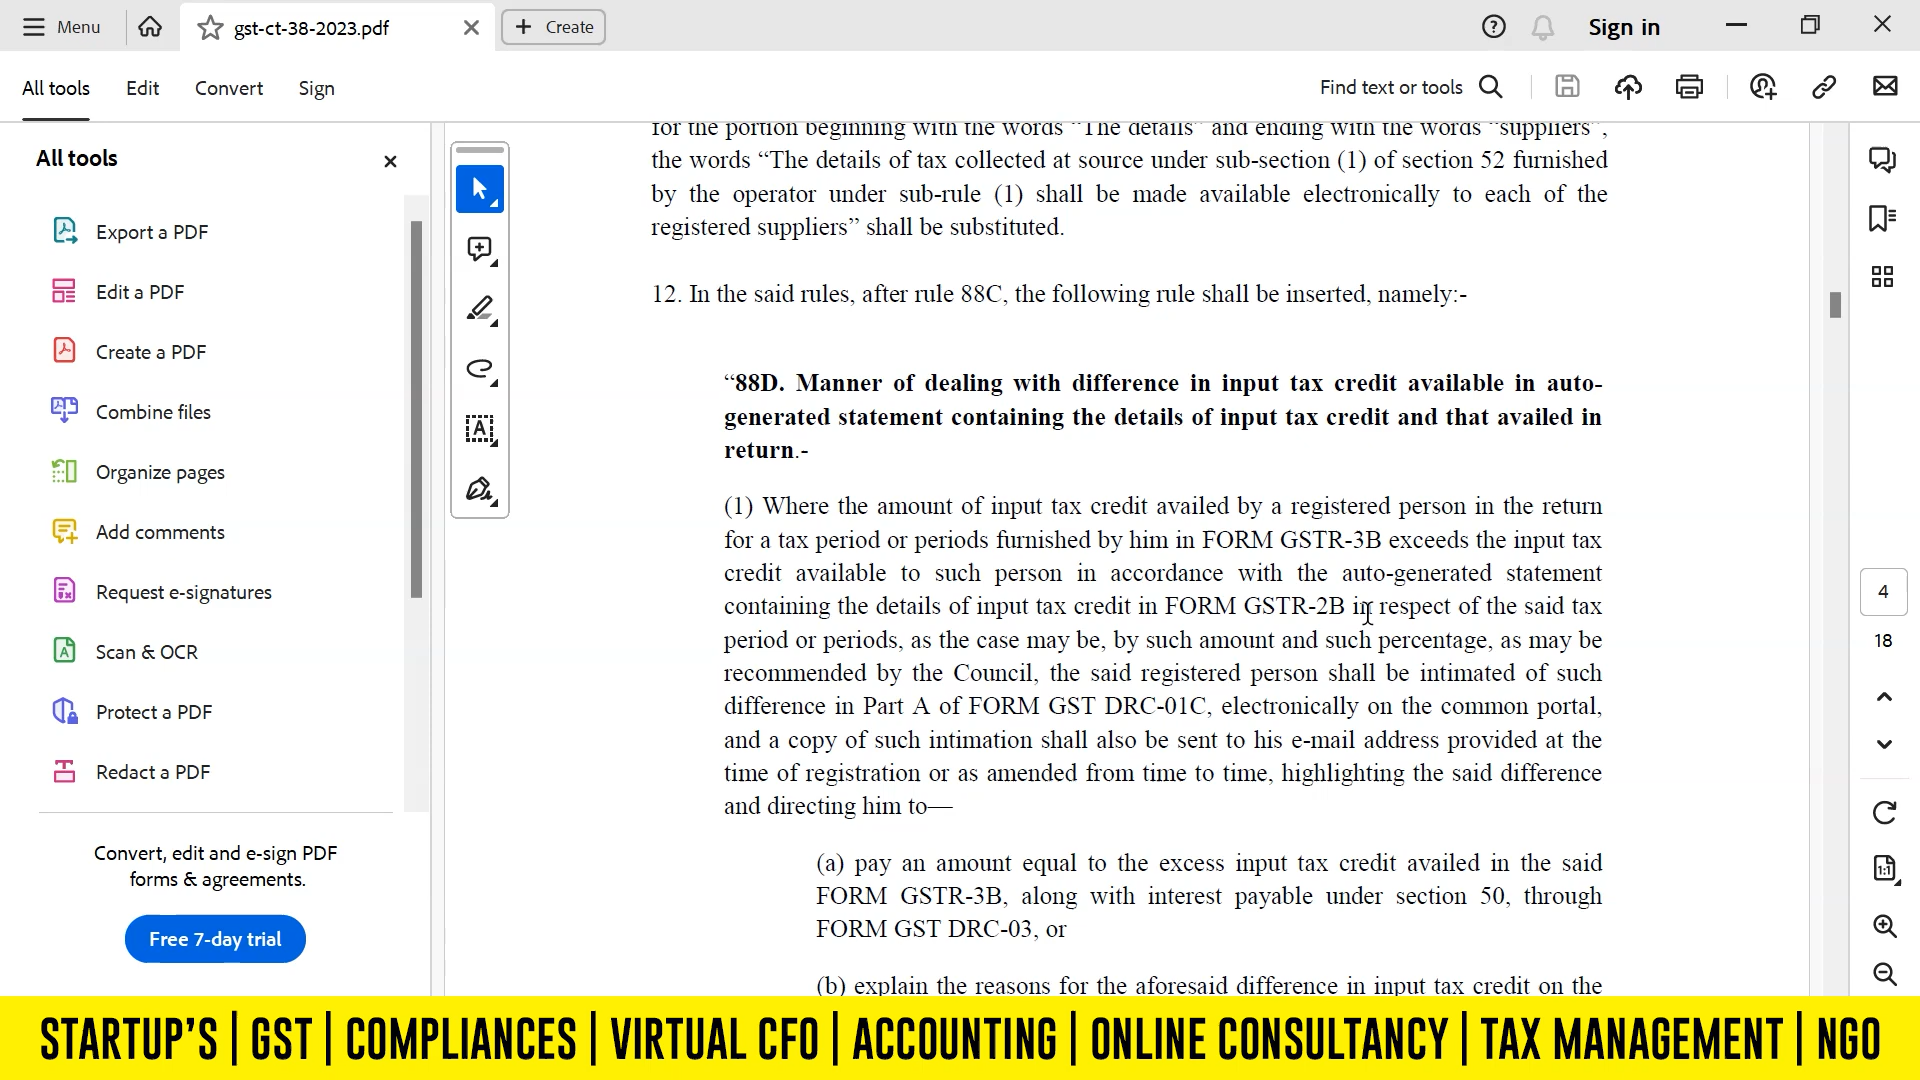 Menu
gst-ct-38-2023.pdf
Create
Sign in
All tools
Edit
Convert
Sign
Find text or tools
All tools
Export a PDF
Edit a PDF
Create a PDF
Combine files
Organize pages
Add comments
Request e-signatures
Scan & OCR
Protect a PDF
Redact a PDF
Convert, edit and e-sign PDF
forms & agreements.
Free 7-day trial
for the portion beginning with the words “The details” and ending with the words “suppliers”,
the words “The details of tax collected at source under sub-section (1) of section 52 furnished
by the operator under sub-rule (1) shall be made available electronically to each of the
registered suppliers” shall be substituted.
12. In the said rules, after rule 88C, the following rule shall be inserted, namely:-
“88D. Manner of dealing with difference in input tax credit available in auto-
generated statement containing the details of input tax credit and that availed in
return.-
(1) Where the amount of input tax credit availed by a registered person in the return
for a tax period or periods furnished by him in FORM GSTR-3B exceeds the input tax
credit available to such person in accordance with the auto-generated statement
containing the details of input tax credit in FORM GSTR-2B in respect of the said tax
period or periods, as the case may be, by such amount and such percentage, as may be
recommended by the Council, the said registered person shall be intimated of such
difference in Part A of FORM GST DRC-01C, electronically on the common portal,
and a copy of such intimation shall also be sent to his e-mail address provided at the
time of registration or as amended from time to time, highlighting the said difference
and directing him to—
(a) pay an amount equal to the excess input tax credit availed in the said
FORM GSTR-3B, along with interest payable under section 50, through
FORM GST DRC-03, or
(b) explain the reasons for the aforesaid difference in input tax credit on the
4
18
1:1
STARTUP'S | GST | COMPLIANCES | VIRTUAL CFO | ACCOUNTING | ONLINE CONSULTANCY | TAX MANAGEMENT | NGO